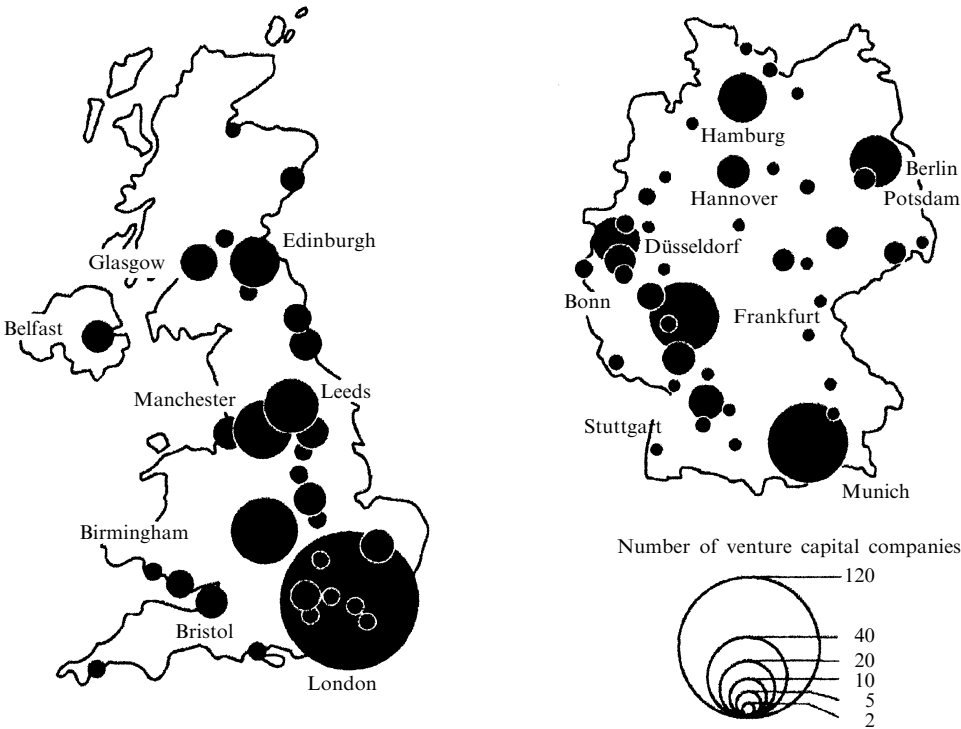 Edinburgh
Glasgow
Belfast
Manchester
Leeds
Birmingham
Bristol
London
Hamburg
Berlin
Hannover
Potsdam
Düsseldorf
Bonn
Frankfurt
Stuttgart
Munich
Number of venture capital companies
120
40
20
10
5
2